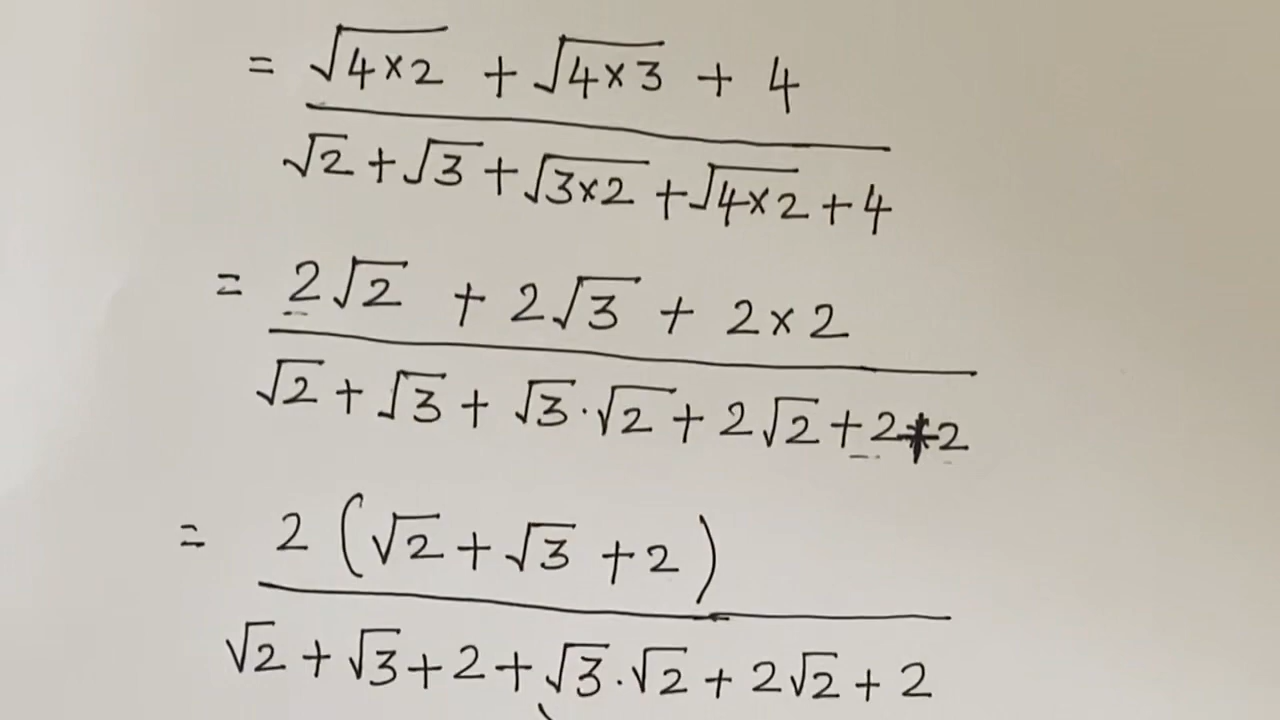 = √4×2 + √4×3 + 4
√2 + √3 + √3×2 + √4×2 + 4
= 2√2 + 2√3 + 2×2
√2 + √3 + √3·√2 + 2√2 + 2+2
= 2 (√2 + √3 + 2)
√2 + √3 + 2 + √3·√2 + 2√2 + 2